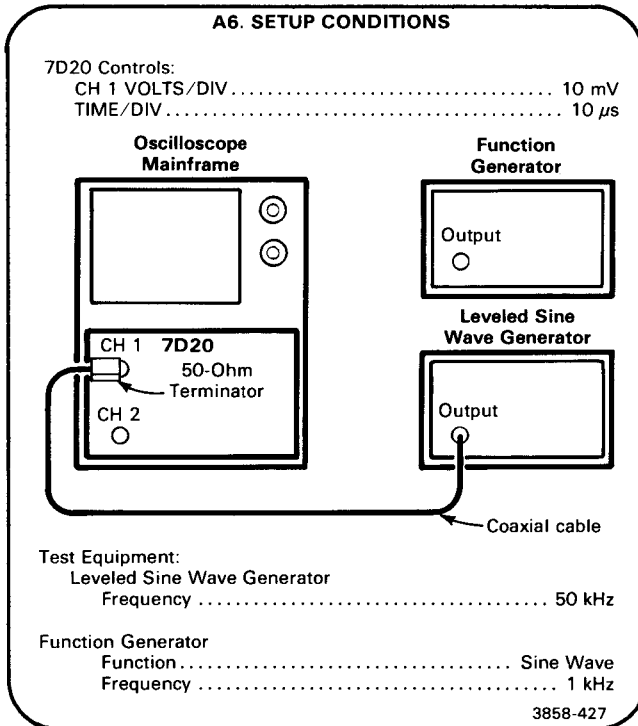 A6. SETUP CONDITIONS
7D20 Controls:
CH 1 VOLTS/DIV.................................. 10 mV
TIME/DIV......................................... 10 µs
Oscilloscope
Mainframe
Function
Generator
Output
Leveled Sine
Wave Generator
CH 1 7D20
50-Ohm
Terminator
CH 2
Output
Coaxial cable
Test Equipment:
Leveled Sine Wave Generator
Frequency ...................................... 50 kHz
Function Generator
Function................................... Sine Wave
Frequency ....................................... 1 kHz
3858-427